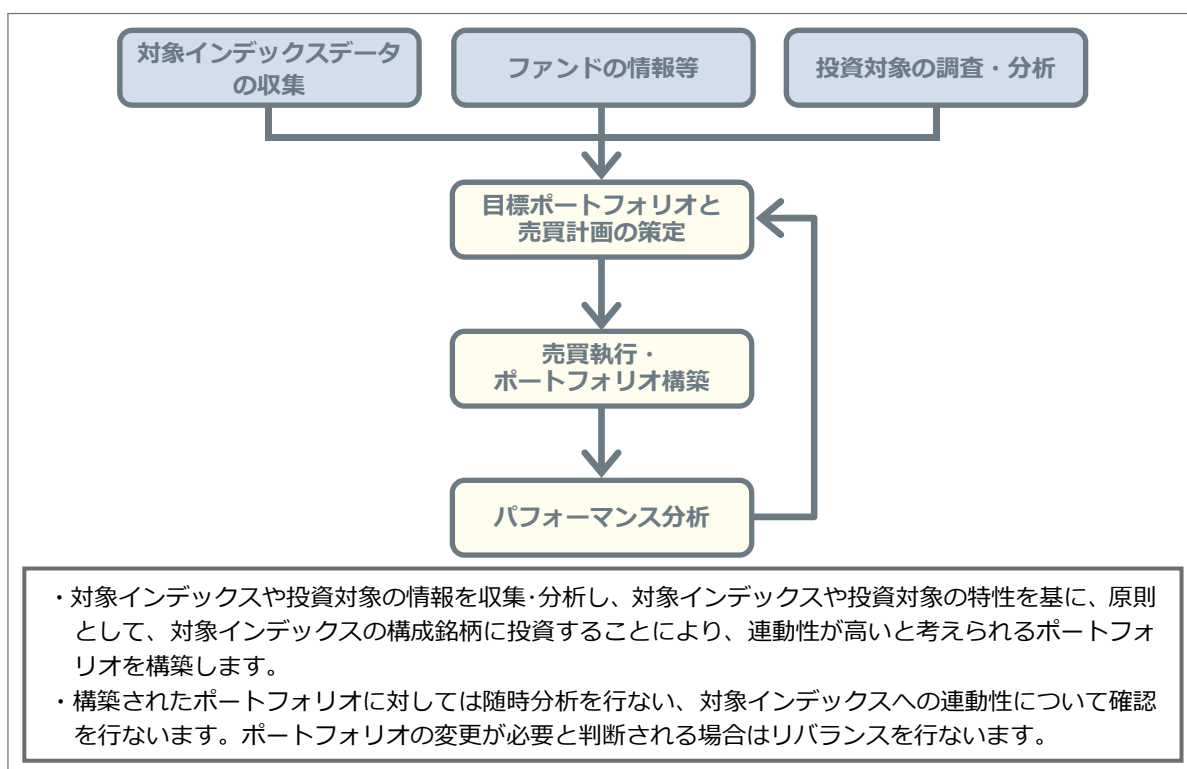 対象インデックスデータ
の収集
ファンドの情報等
投資対象の調査・分析
目標ポートフォリオと
売買計画の策定
売買執行・
ポートフォリオ構築
パフォーマンス分析
・対象インデックスや投資対象の情報を収集･分析し、対象インデックスや投資対象の特性を基に、原則
として、対象インデックスの構成銘柄に投資することにより、連動性が高いと考えられるポートフォ
リオを構築します。
・構築されたポートフォリオに対しては随時分析を行ない、対象インデックスへの連動性について確認
を行ないます。ポートフォリオの変更が必要と判断される場合はリバランスを行ないます。